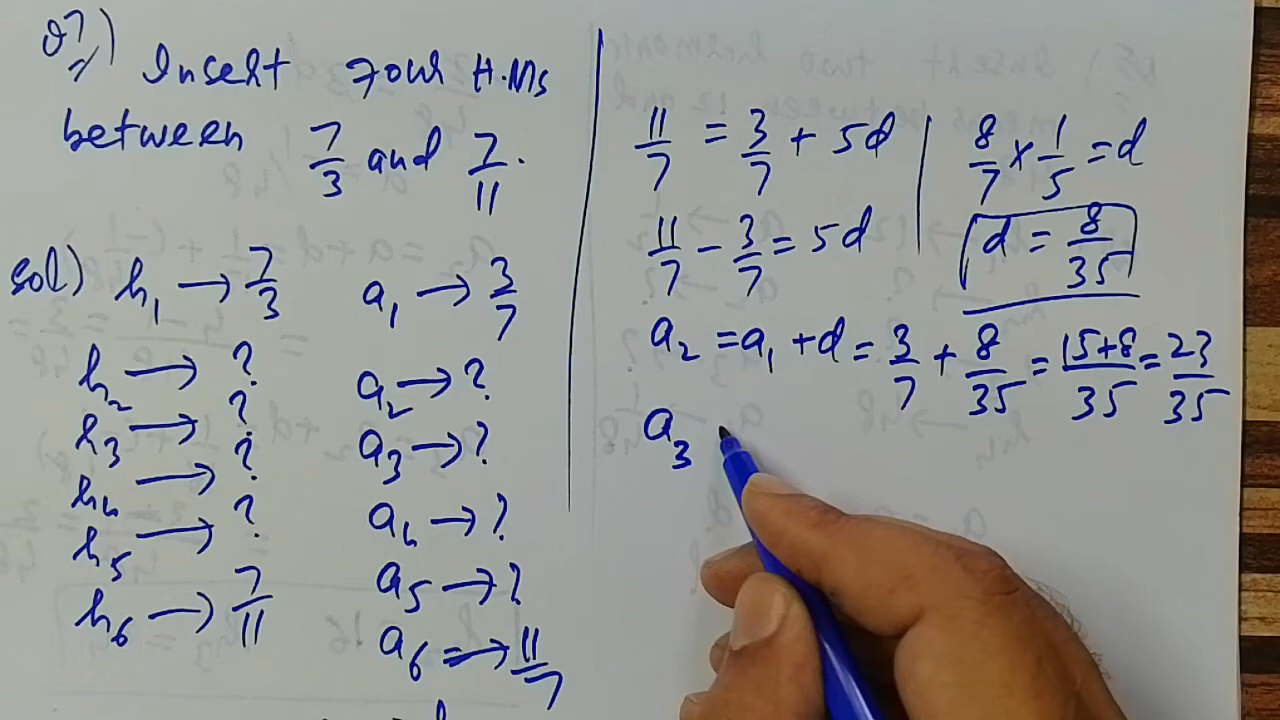 Q7)
Insert Four H.Ms
between 7/3 and 7/11.
sol) h₁ → 7/3
h₂ → ?
h₃ → ?
h₄ → ?
h₅ → ?
h₆ → 7/11
a₁ → 3/7
a₂ → ?
a₃ → ?
a₄ → ?
a₅ → ?
a₆ → 11/7
11/7 = 3/7 + 5d
11/7 - 3/7 = 5d
8/7 × 1/5 = d
d = 8/35
a₂ = a₁ + d = 3/7 + 8/35 = 15+8/35 = 23/35
a₃